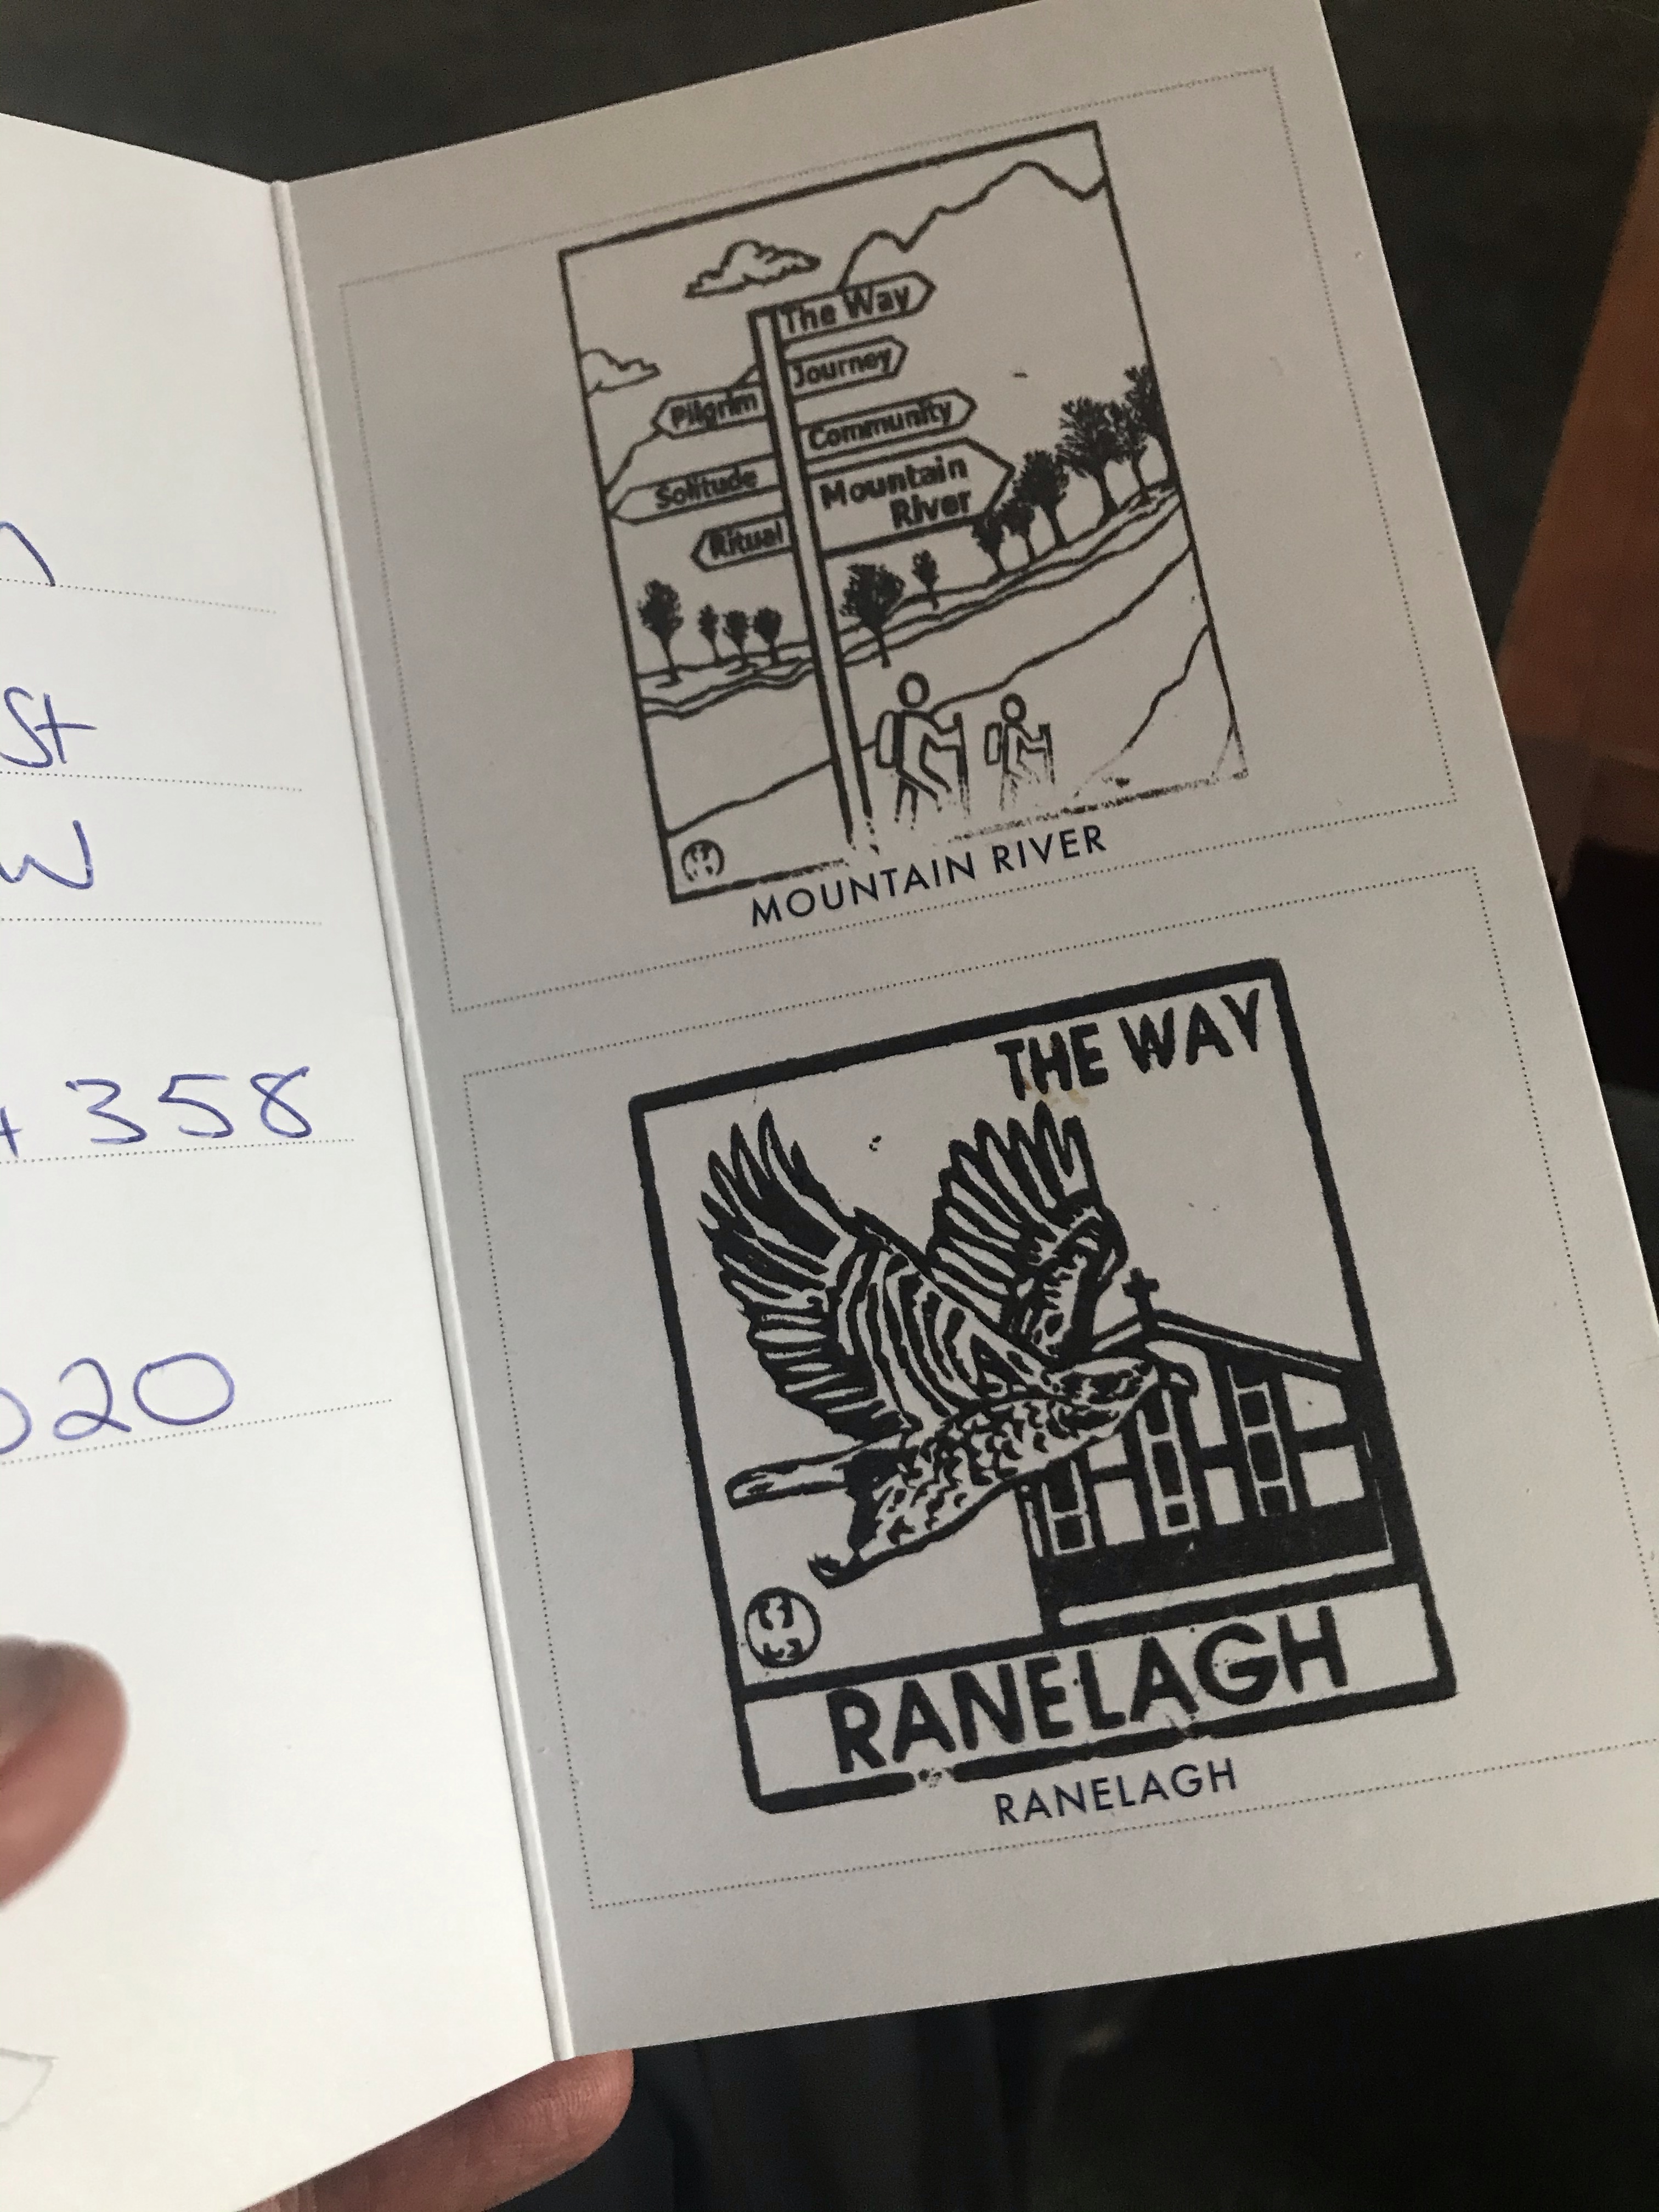 St
W
358
020
The Way
Journey
Pilgrim
Community
Solitude
Mountain
River
Ritual
MOUNTAIN RIVER
THE WAY
RANELAGH
RANELAGH